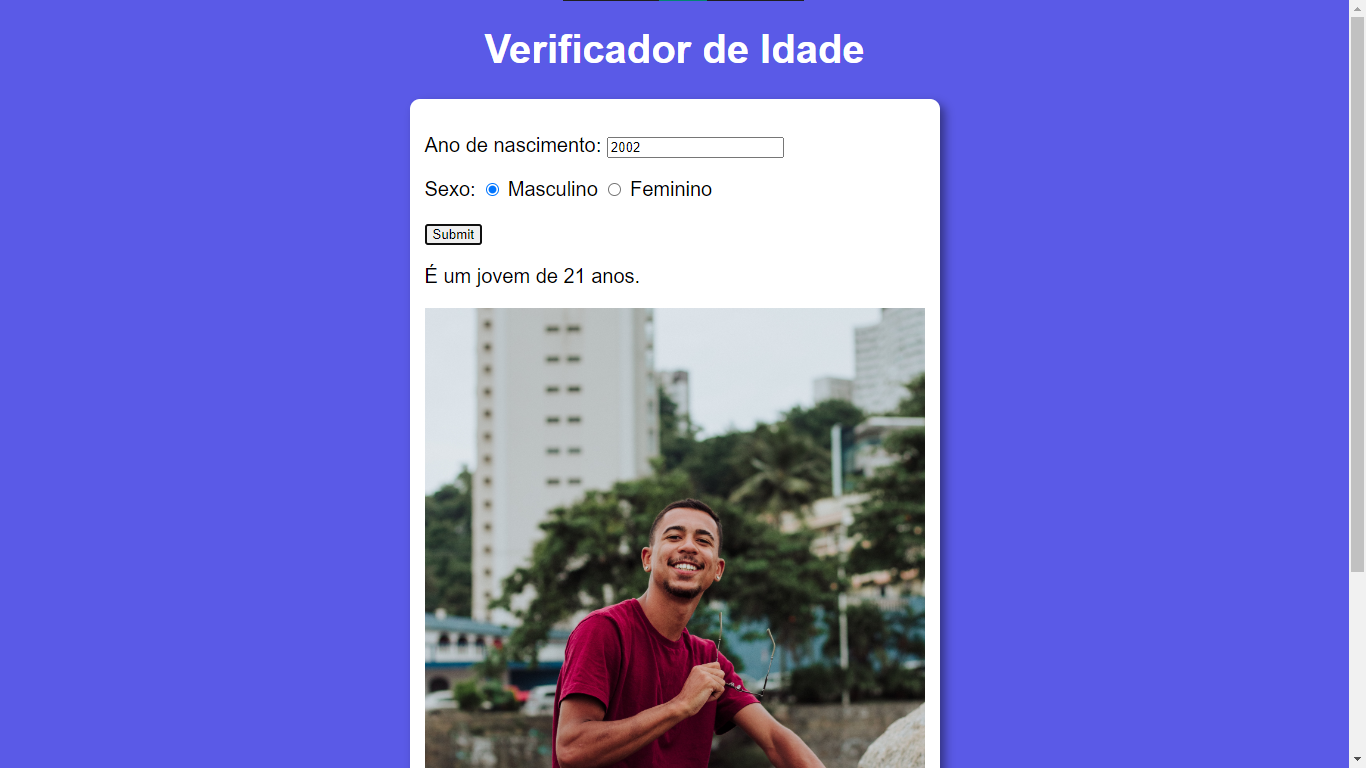 Verificador de Idade
Ano de nascimento: 2002
Sexo: Masculino Feminino
Submit
É um jovem de 21 anos.